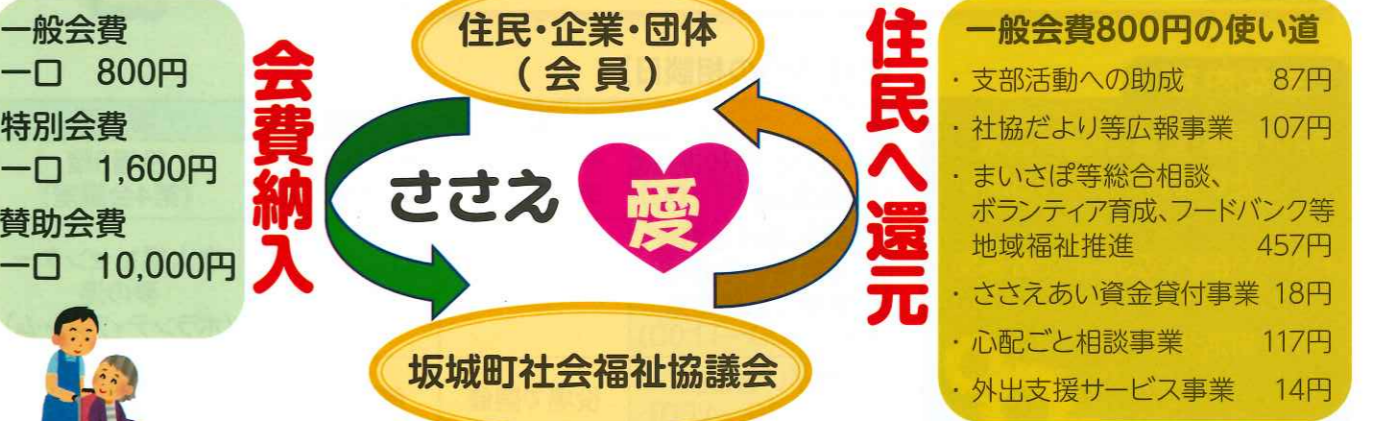 一般会費
一口 800円
特別会費
一口 1,600円
賛助会費
一口 10,000円
会費納入
住民・企業・団体
(会員)
ささえ 愛
坂城町社会福祉協議会
住民へ還元
一般会費800円の使い道
・支部活動への助成 87円
・社協だより等広報事業 107円
・まいさぽ等総合相談、
ボランティア育成、フードバンク等
地域福祉推進 457円
・ささえあい資金貸付事業 18円
・心配ごと相談事業 117円
・外出支援サービス事業 14円